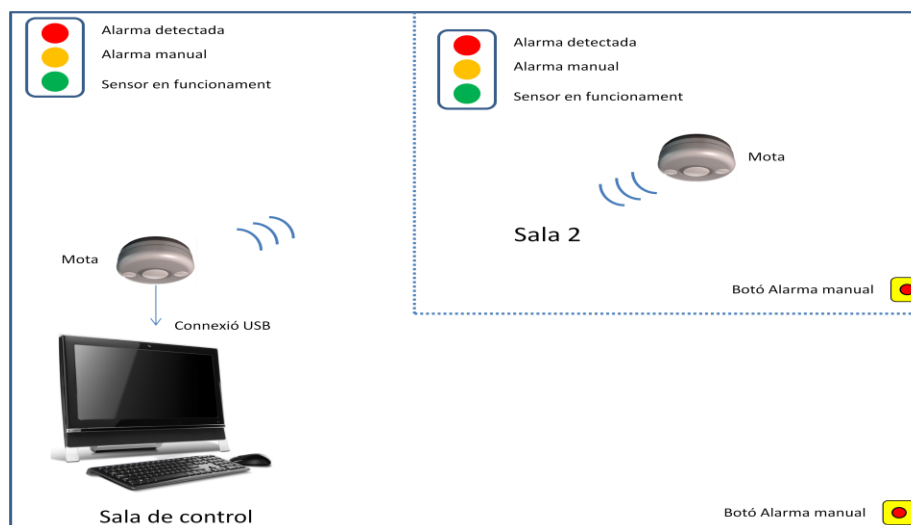 Alarma detectada
Alarma manual
Sensor en funcionament
Alarma detectada
Alarma manual
Sensor en funcionament
Mota
Sala 2
Mota
Botó Alarma manual
Connexió USB
Sala de control
Botó Alarma manual